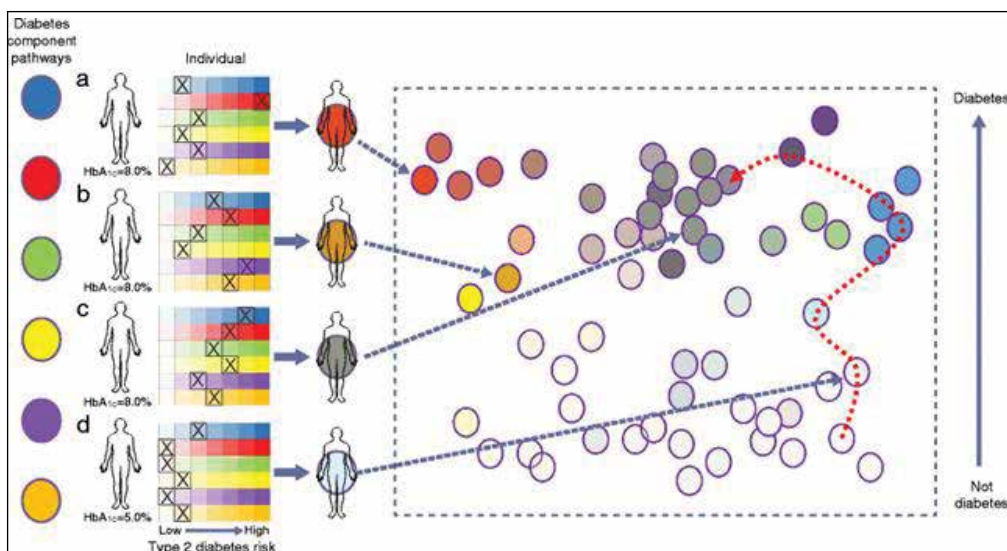 Diabetes
component
pathways
Individual
a
HbA1C=8.0%
b
HbA1C=8.0%
c
HbA1C=8.0%
d
HbA1C=5.0%
Low
High
Type 2 diabetes risk
Diabetes
Not
diabetes